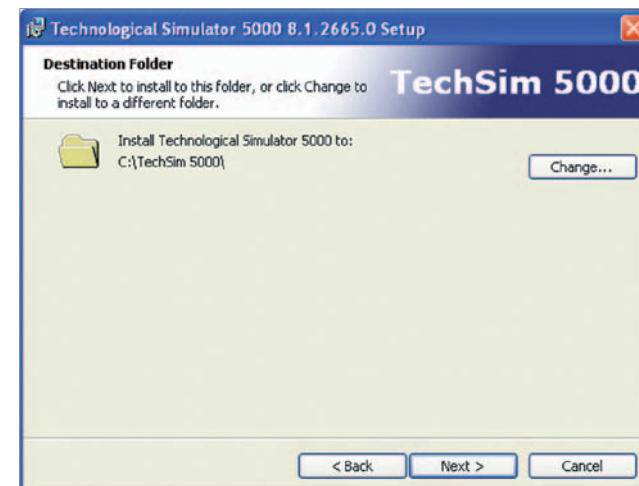 Technological Simulator 5000 8.1.2665.0 Setup
Destination Folder
Click Next to install to this folder, or click Change to
install to a different folder.
TechSim 5000
Install Technological Simulator 5000 to:
C:\TechSim 5000\
Change...
< Back
Next >
Cancel